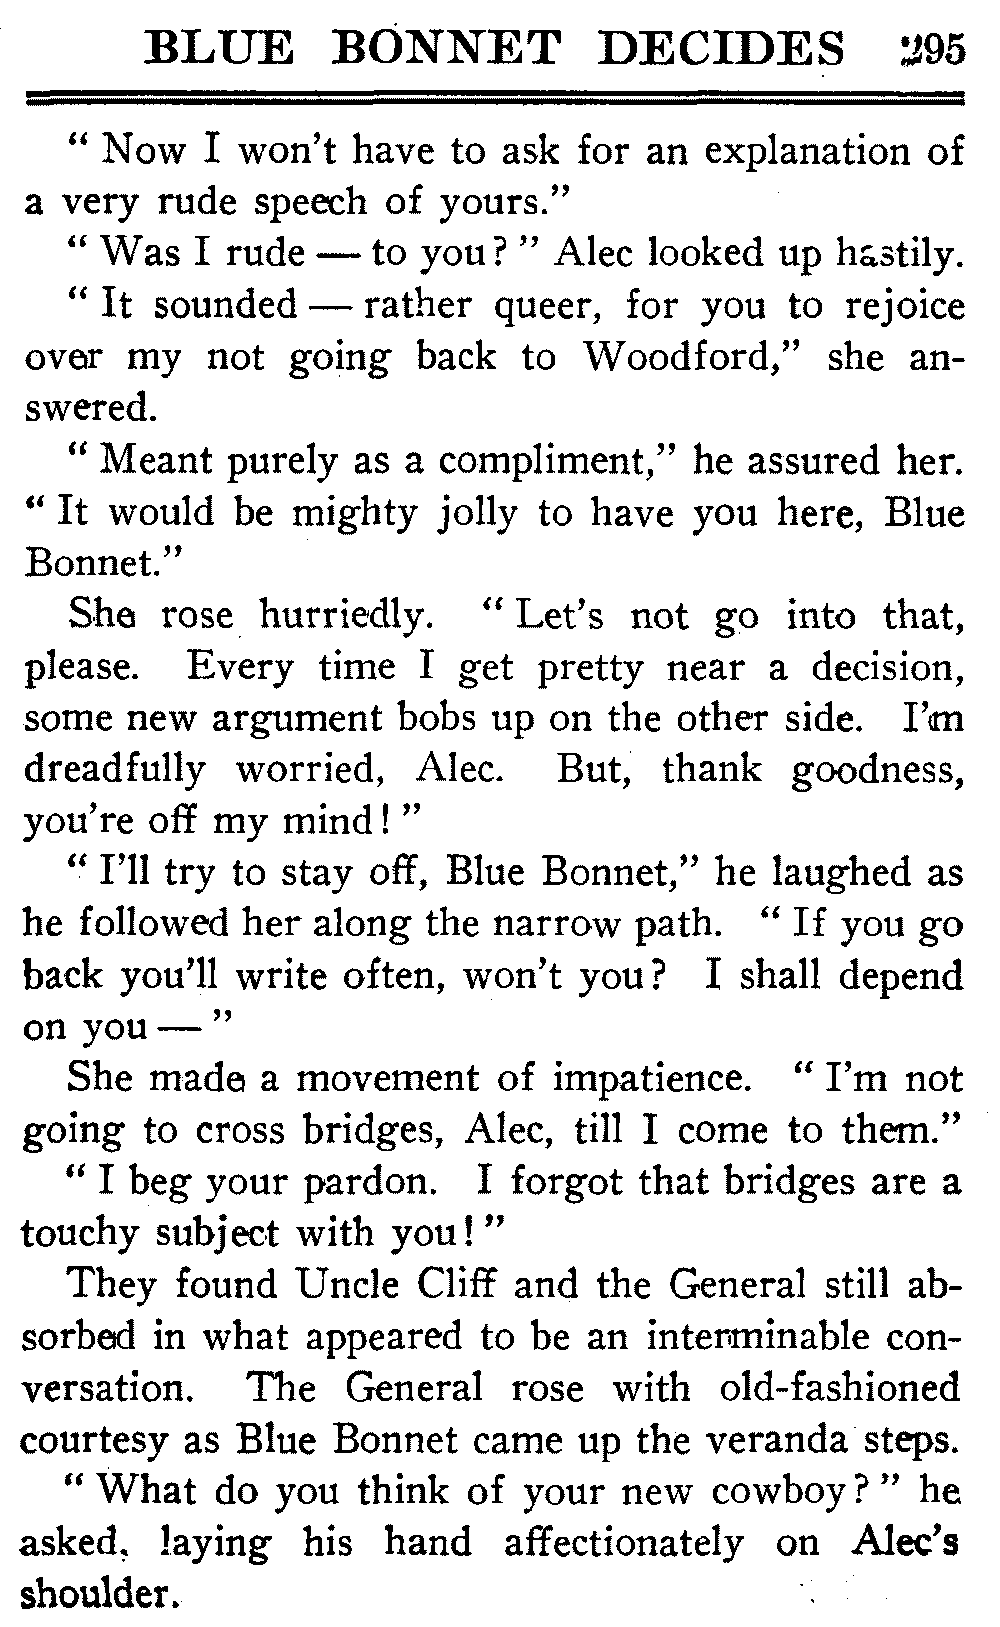 BLUE BONNET DECIDES 295
“ Now I won't have to ask for an explanation of
a very rude speech of yours.”
“ Was I rude — to you? ” Alec looked up hastily.
“ It sounded — rather queer, for you to rejoice
over my not going back to Woodford,” she an-
swered.
“ Meant purely as a compliment,” he assured her.
“ It would be mighty jolly to have you here, Blue
Bonnet.”
She rose hurriedly. “ Let's not go into that,
please. Every time I get pretty near a decision,
some new argument bobs up on the other side. I'm
dreadfully worried, Alec. But, thank goodness,
you're off my mind! ”
“ I'll try to stay off, Blue Bonnet,” he laughed as
he followed her along the narrow path. “ If you go
back you'll write often, won't you? I shall depend
on you — ”
She made a movement of impatience. “ I'm not
going to cross bridges, Alec, till I come to them.”
“ I beg your pardon. I forgot that bridges are a
touchy subject with you! ”
They found Uncle Cliff and the General still ab-
sorbed in what appeared to be an interminable con-
versation. The General rose with old-fashioned
courtesy as Blue Bonnet came up the veranda steps.
“ What do you think of your new cowboy? ” he
asked, laying his hand affectionately on Alec's
shoulder.